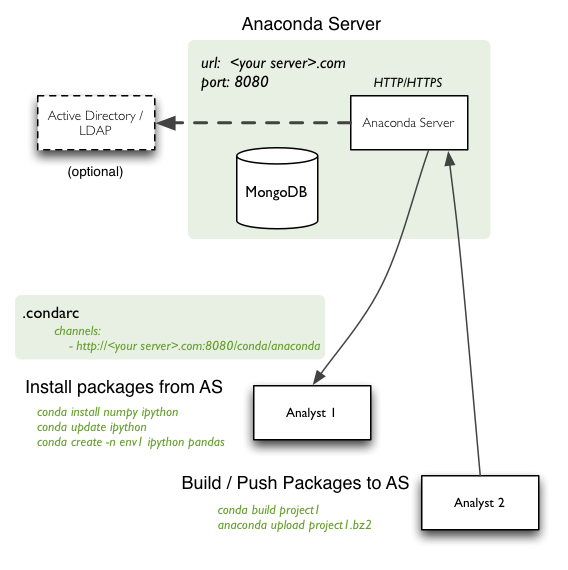 Anaconda Server
url: <your server>.com
port: 8080
HTTP/HTTPS
Anaconda Server
Active Directory /
LDAP
(optional)
MongoDB
.condarc
channels:
- http://<your server>.com:8080/conda/anaconda
Install packages from AS
conda install numpy ipython
conda update ipython
conda create -n env1 ipython pandas
Analyst 1
Build / Push Packages to AS
conda build project1
anaconda upload project1.bz2
Analyst 2